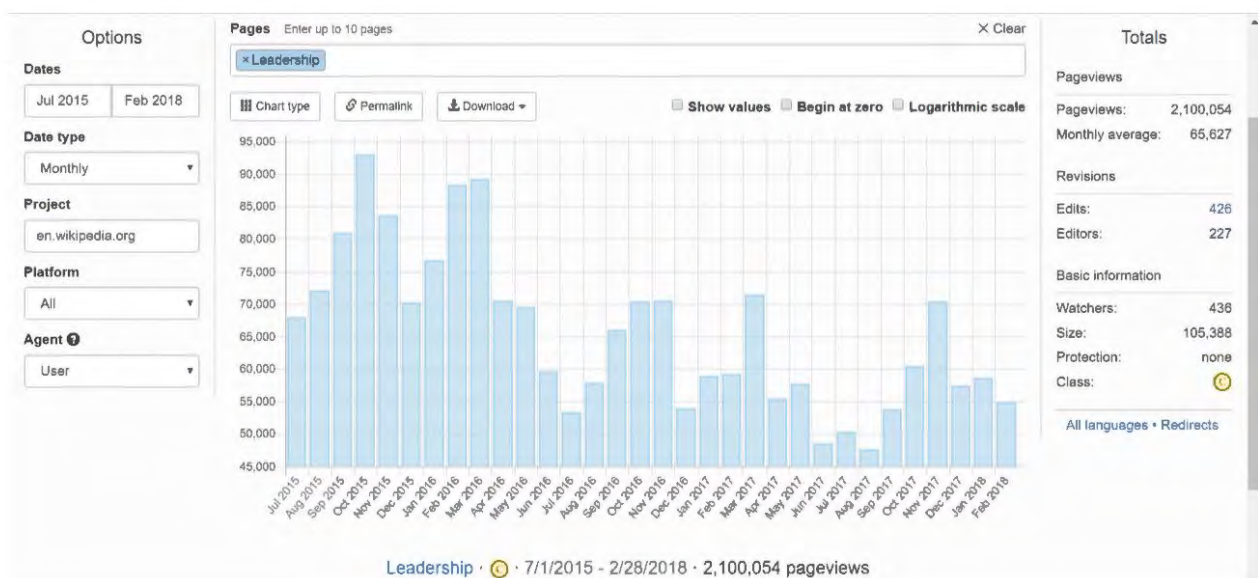 Options
Dates
Jul 2015 Feb 2018
Date type
Monthly
Project
en.wikipedia.org
Platform
All
Agent ?
User
Pages Enter up to 10 pages × Clear
× Leadership
Chart type Permalink Download Show values Begin at zero Logarithmic scale
95,000
90,000
85,000
80,000
75,000
70,000
65,000
60,000
55,000
50,000
45,000
Jul 2015 Aug 2015 Sep 2015 Oct 2015 Nov 2015 Dec 2015 Jan 2016 Feb 2016 Mar 2016 Apr 2016 May 2016 Jun 2016 Jul 2016 Aug 2016 Sep 2016 Oct 2016 Nov 2016 Dec 2016 Jan 2017 Feb 2017 Mar 2017 Apr 2017 May 2017 Jun 2017 Jul 2017 Aug 2017 Sep 2017 Oct 2017 Nov 2017 Dec 2017 Jan 2018 Feb 2018
Leadership · C · 7/1/2015 - 2/28/2018 · 2,100,054 pageviews
Totals
Pageviews
Pageviews: 2,100,054
Monthly average: 65,627
Revisions
Edits: 426
Editors: 227
Basic information
Watchers: 436
Size: 105,388
Protection: none
Class: C
All languages • Redirects